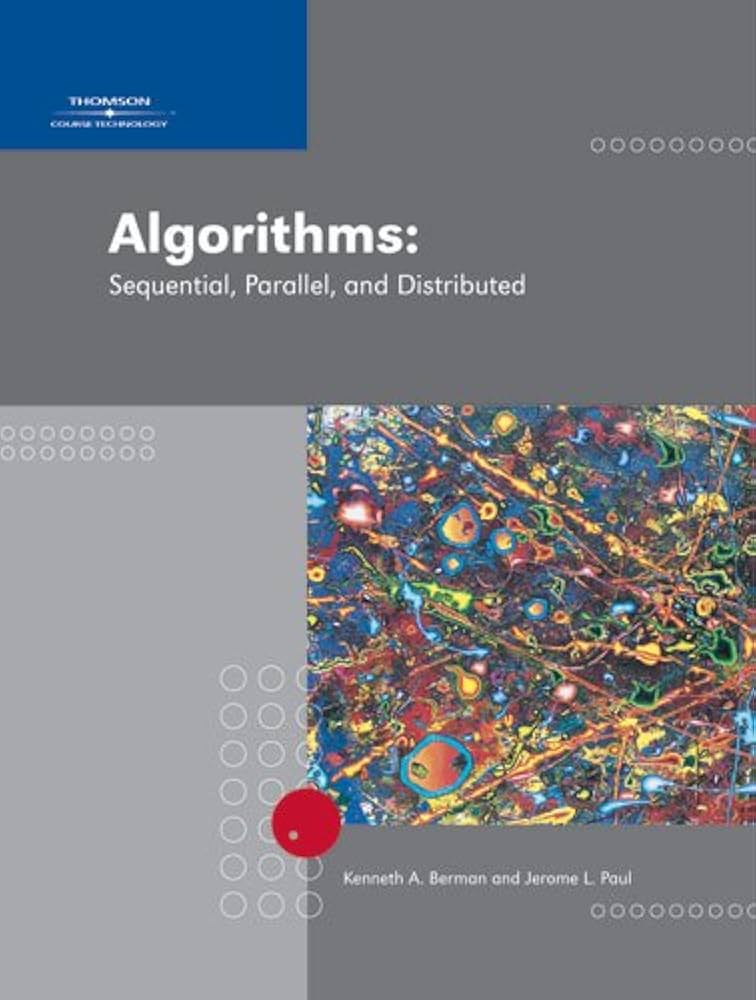 THOMSON
COURSE TECHNOLOGY
Algorithms:
Sequential, Parallel, and Distributed
Kenneth A. Berman and Jerome L. Paul